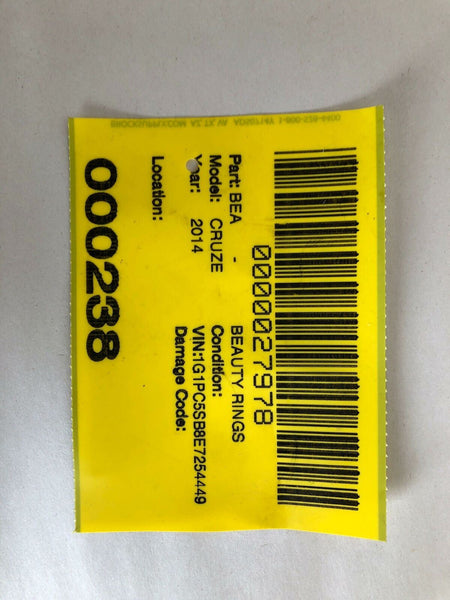 0000027978
Part: BEA - BEAUTY RINGS
Model: CRUZE Condition:
Year: 2014 VIN:1G1PC5SB8E7254449
Damage Code:
Location:
000238